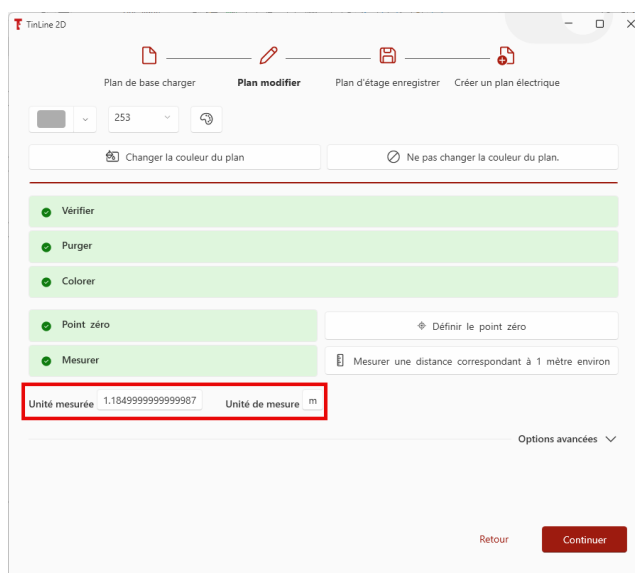 TinLine 2D
Plan de base charger
Plan modifier
Plan d'étage enregistrer
Créer un plan électrique
253
Changer la couleur du plan
Ne pas changer la couleur du plan.
Vérifier
Purger
Colorer
Point zéro
Définir le point zéro
Mesurer
Mesurer une distance correspondant à 1 mètre environ
Unité mesurée 1.1849999999999987 Unité de mesure m
Options avancées
Retour
Continuer